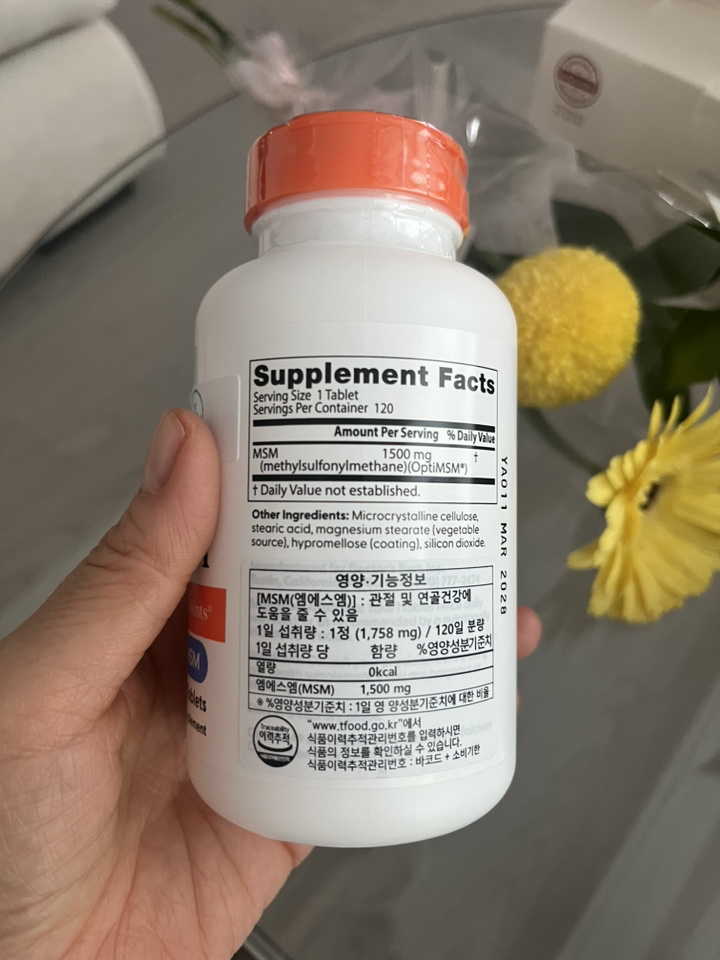 Supplement Facts
Serving Size 1 Tablet
Servings Per Container 120
Amount Per Serving % Daily Value
MSM 1500 mg †
(methylsulfonylmethane)(OptiMSM®)
† Daily Value not established.
Other Ingredients: Microcrystalline cellulose,
stearic acid, magnesium stearate (vegetable
source), hypromellose (coating), silicon dioxide.
영양·기능정보
[MSM(엠에스엠)] : 관절 및 연골건강에
도움을 줄 수 있음
1일 섭취량 : 1정 (1,758 mg) / 120일 분량
1일 섭취량 당 함량 %영양성분기준치
열량 0kcal
엠에스엠(MSM) 1,500 mg
※ %영양성분기준치 : 1일 영양성분기준치에 대한 비율
Traceability
이력추적
"www.tfood.go.kr"에서
식품이력추적관리번호를 입력하시면
식품의 정보를 확인하실 수 있습니다.
식품이력추적관리번호 : 바코드 + 소비기한
YA011 MAR 2028